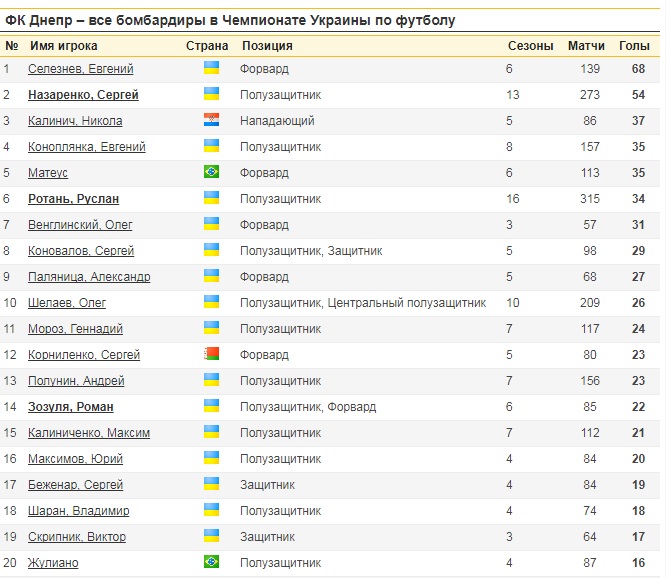 ФК Днепр – все бомбардиры в Чемпионате Украины по футболу
№ Имя игрока Страна Позиция Сезоны Матчи Голы
1 Селезнев, Евгений Форвард 6 139 68
2 Назаренко, Сергей Полузащитник 13 273 54
3 Калинич, Никола Нападающий 5 86 37
4 Коноплянка, Евгений Полузащитник 8 157 35
5 Матеус Форвард 6 113 35
6 Ротань, Руслан Полузащитник 16 315 34
7 Венглинский, Олег Форвард 3 57 31
8 Коновалов, Сергей Полузащитник, Защитник 5 98 29
9 Паляница, Александр Форвард 5 68 27
10 Шелаев, Олег Полузащитник, Центральный полузащитник 10 209 26
11 Мороз, Геннадий Полузащитник 7 117 24
12 Корниленко, Сергей Форвард 5 80 23
13 Полунин, Андрей Полузащитник 7 156 23
14 Зозуля, Роман Полузащитник, Форвард 6 85 22
15 Калиниченко, Максим Полузащитник 7 112 21
16 Максимов, Юрий Полузащитник 4 84 20
17 Беженар, Сергей Защитник 4 84 19
18 Шаран, Владимир Полузащитник 4 74 18
19 Скрипник, Виктор Защитник 3 64 17
20 Жулиано Полузащитник 4 87 16